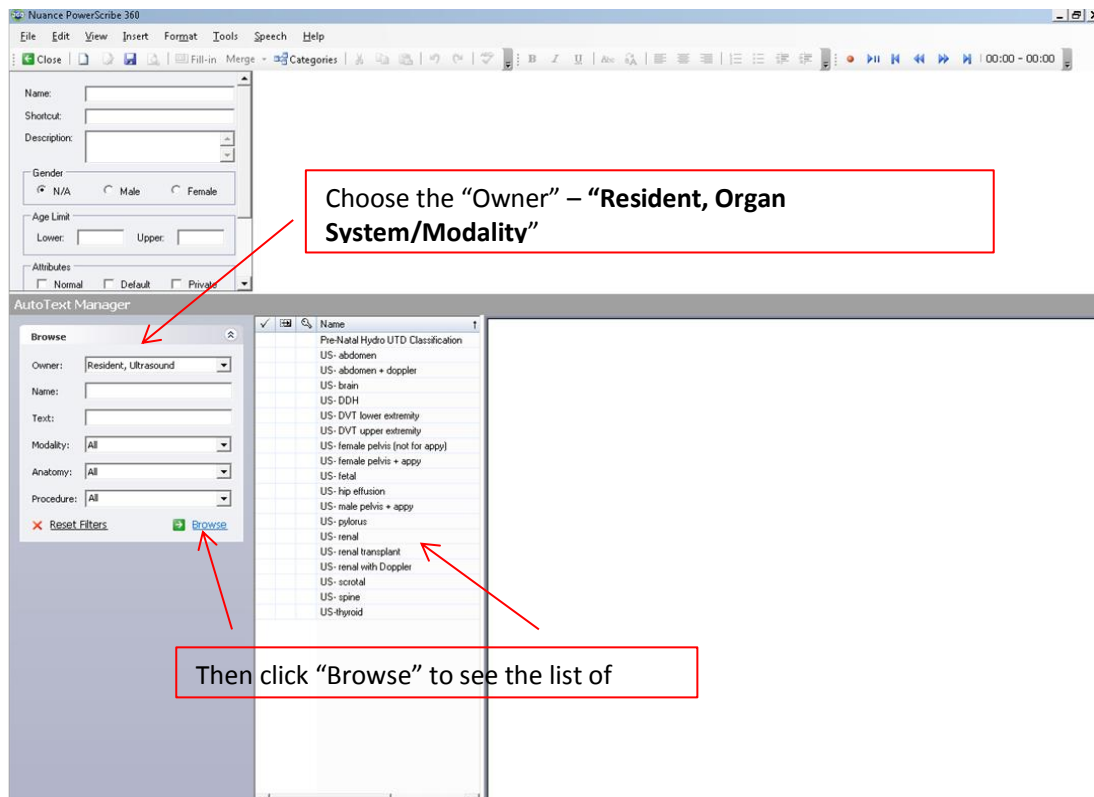 Nuance PowerScribe 360
File Edit View Insert Format Tools Speech Help
Close Fill-in Merge Categories B I U Abc 00:00 - 00:00
Name:
Shortcut:
Description:
Gender
N/A Male Female
Age Limit
Lower: Upper:
Attributes
Normal Default Private
Choose the “Owner” – “Resident, Organ
System/Modality”
AutoText Manager
Browse
Owner: Resident, Ultrasound
Name:
Text:
Modality: All
Anatomy: All
Procedure: All
Reset Filters Browse
Name
Pre-Natal Hydro UTD Classification
US- abdomen
US- abdomen + doppler
US- brain
US- DDH
US- DVT lower extremity
US- DVT upper extremity
US- female pelvis (not for appy)
US- female pelvis + appy
US- fetal
US- hip effusion
US- male pelvis + appy
US- pylorus
US- renal
US- renal transplant
US- renal with Doppler
US- scrotal
US- spine
US-thyroid
Then click “Browse” to see the list of